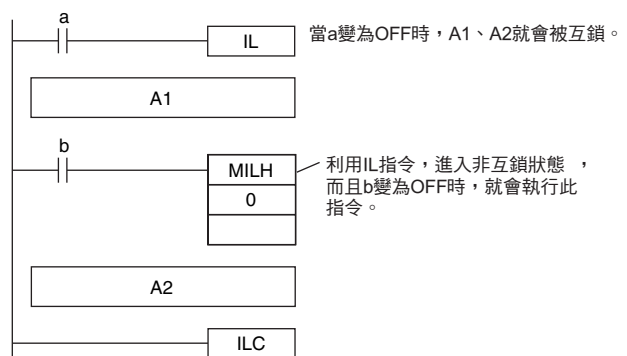 a
IL
當a變為OFF時，A1、A2就會被互鎖。
A1
b
MILH
0
利用IL指令，進入非互鎖狀態 ，
而且b變為OFF時，就會執行此
指令。
A2
ILC